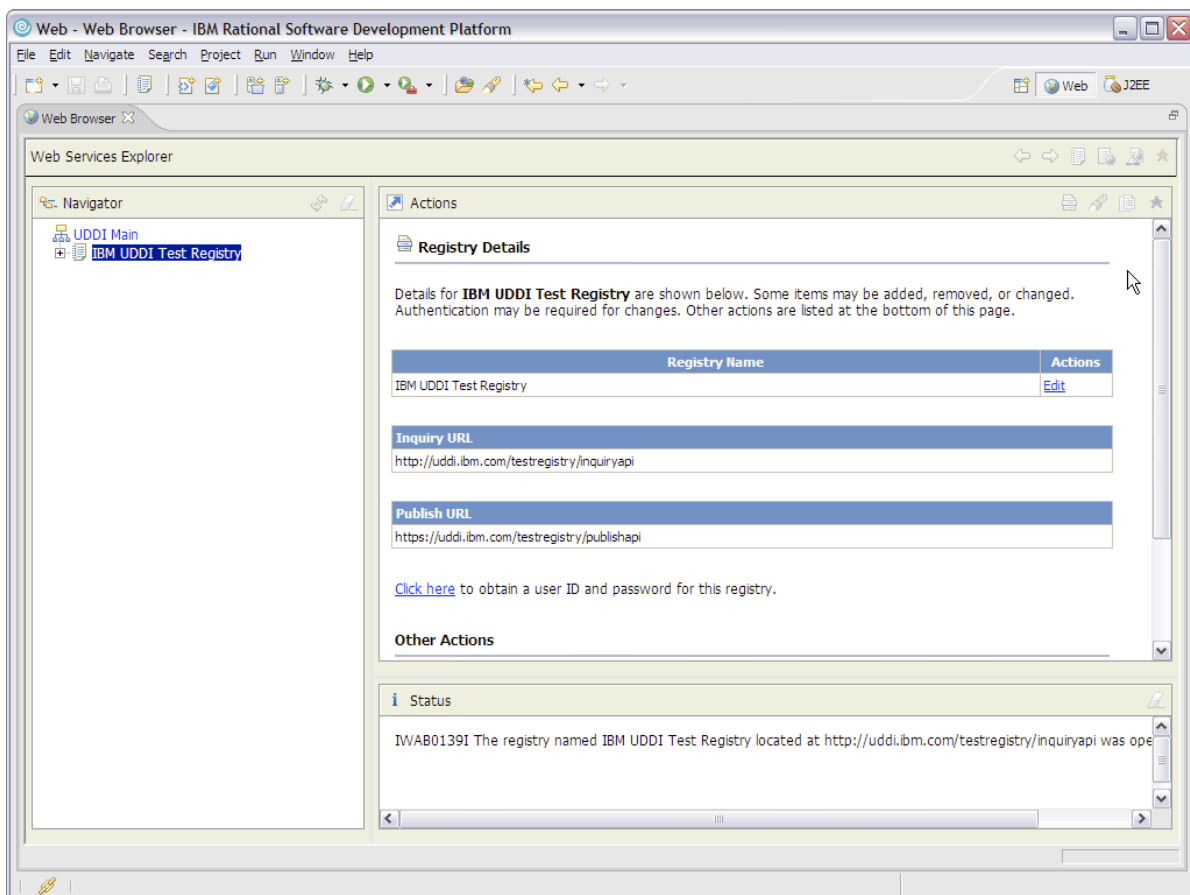 Web - Web Browser - IBM Rational Software Development Platform
File Edit Navigate Search Project Run Window Help
Web J2EE
Web Browser
Web Services Explorer
Navigator
UDDI Main
IBM UDDI Test Registry
Actions
Registry Details
Details for IBM UDDI Test Registry are shown below. Some items may be added, removed, or changed.
Authentication may be required for changes. Other actions are listed at the bottom of this page.
Registry Name Actions
IBM UDDI Test Registry Edit
Inquiry URL
http://uddi.ibm.com/testregistry/inquiryapi
Publish URL
https://uddi.ibm.com/testregistry/publishapi
Click here to obtain a user ID and password for this registry.
Other Actions
i Status
IWAB0139I The registry named IBM UDDI Test Registry located at http://uddi.ibm.com/testregistry/inquiryapi was ope